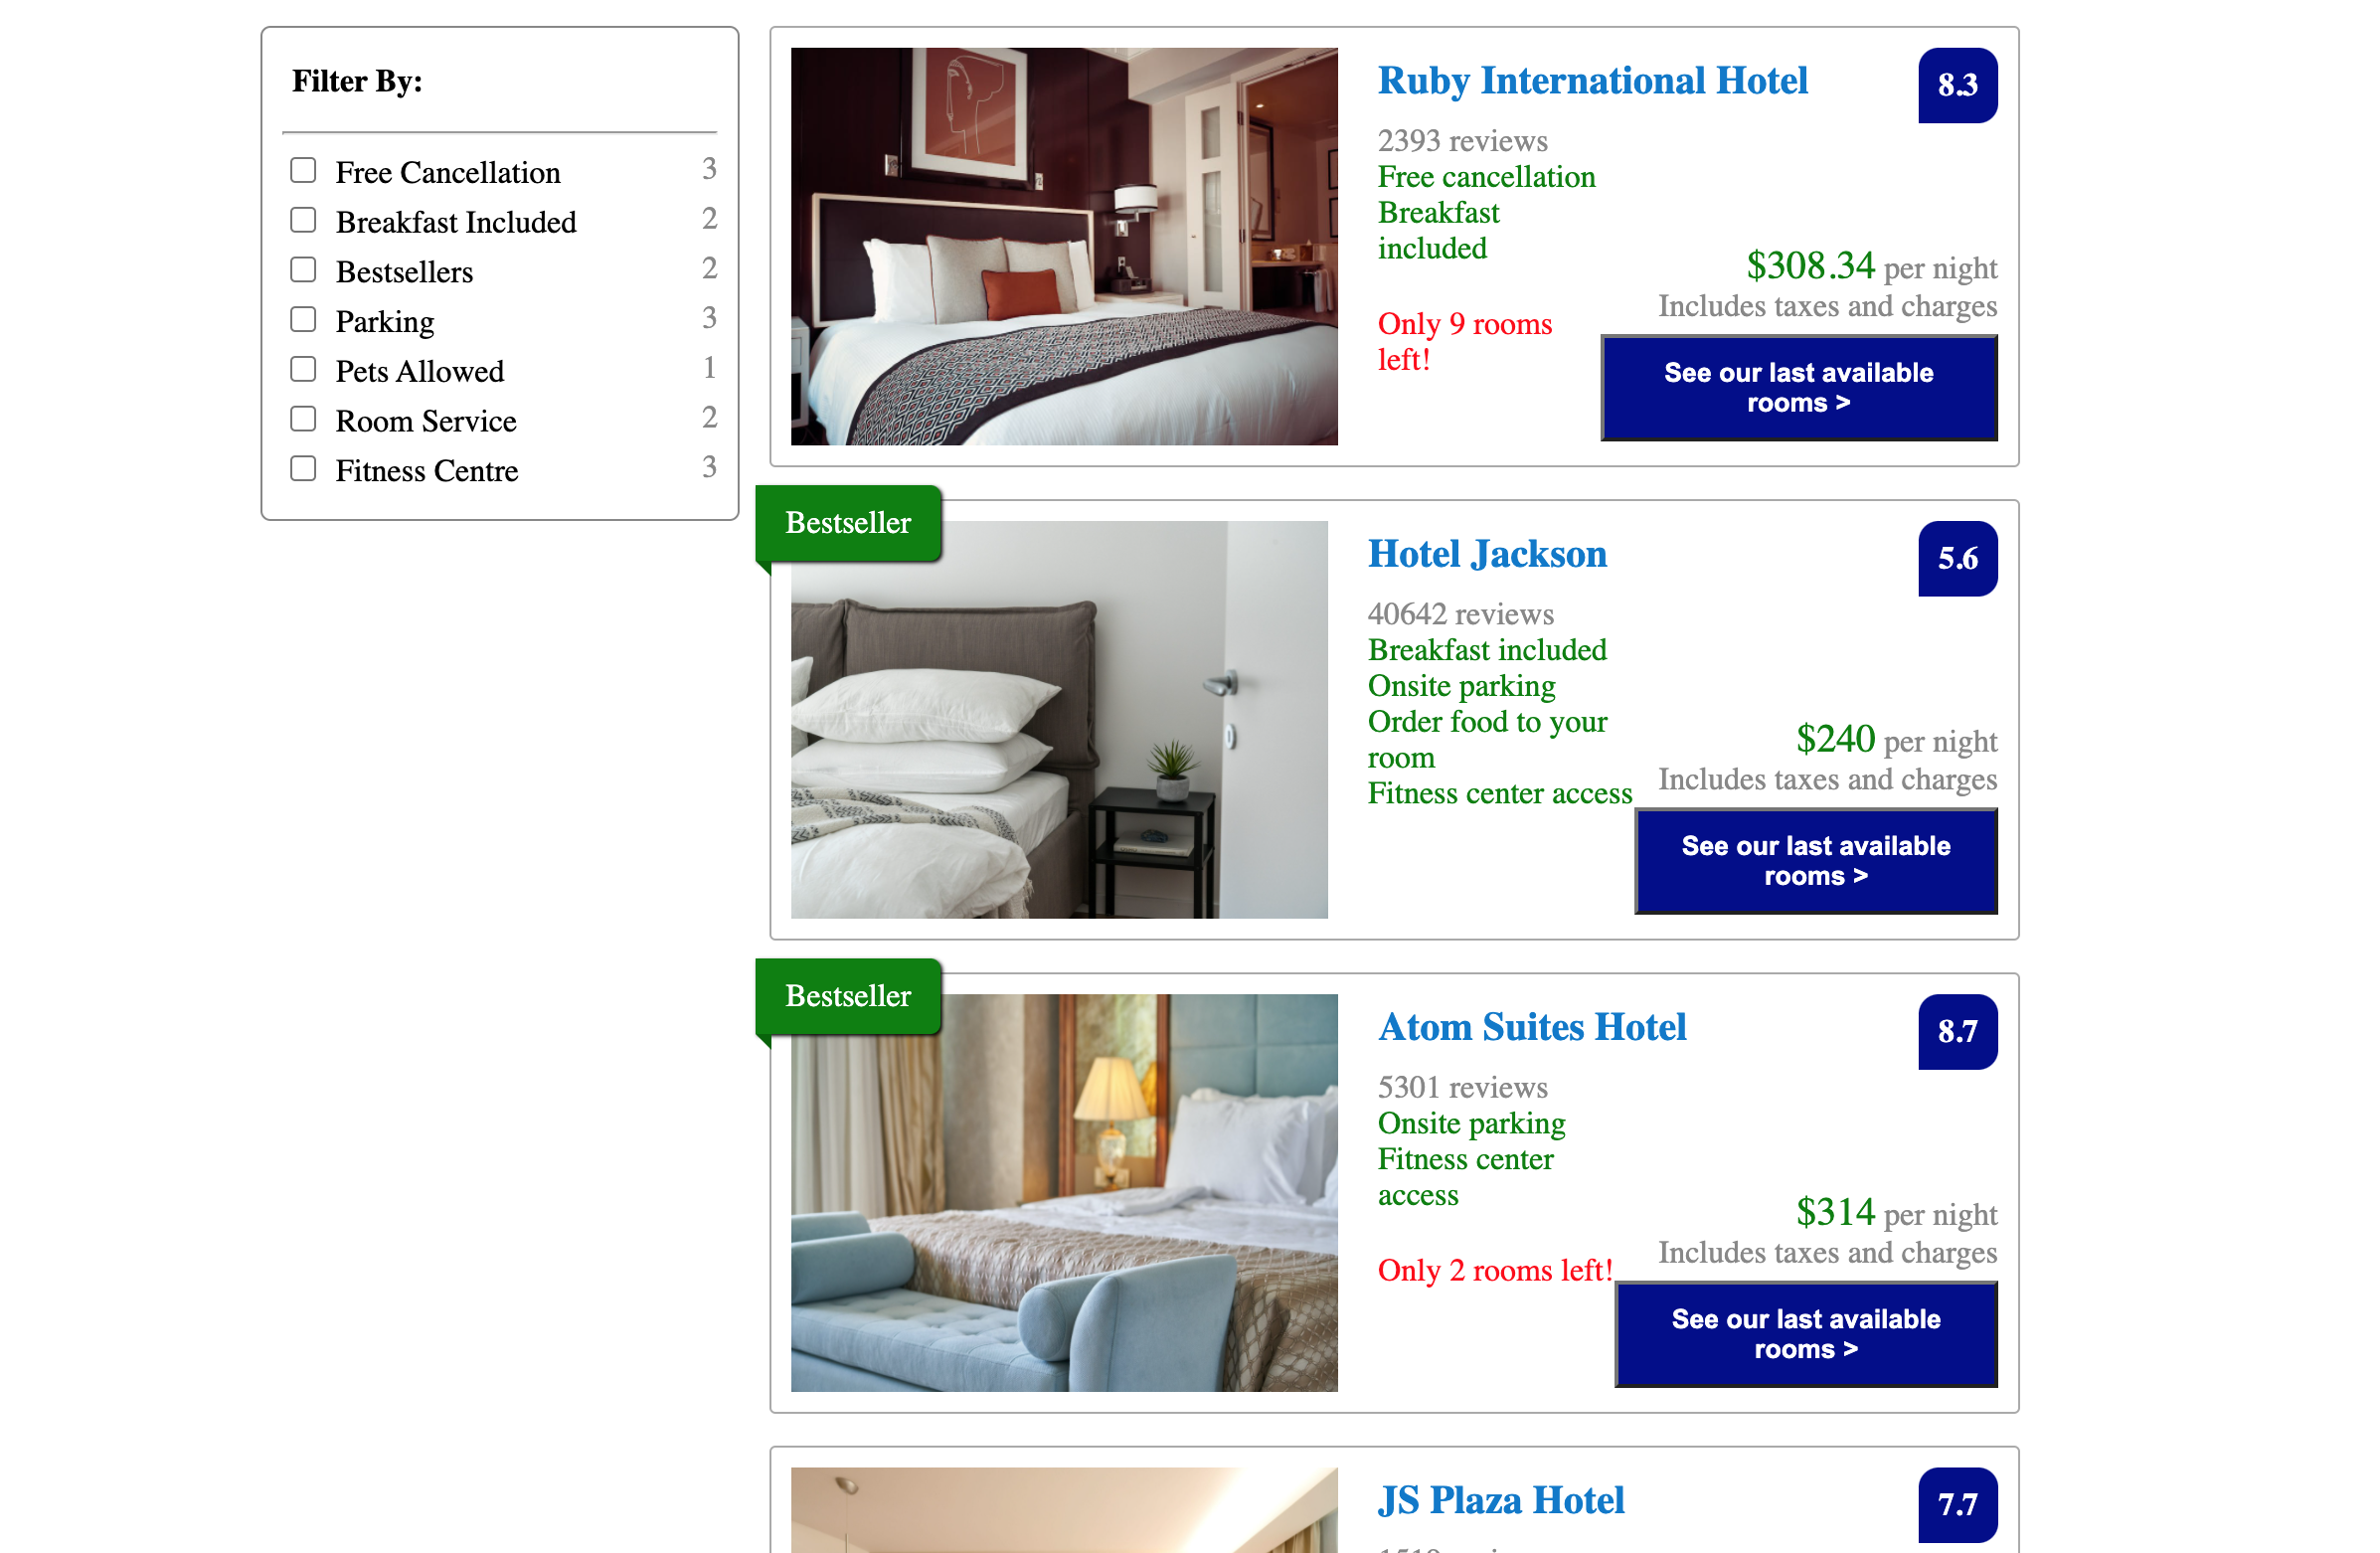 Filter By:
Free Cancellation 3
Breakfast Included 2
Bestsellers 2
Parking 3
Pets Allowed 1
Room Service 2
Fitness Centre 3
Ruby International Hotel
8.3
2393 reviews
Free cancellation
Breakfast
included
Only 9 rooms
left!
$308.34 per night
Includes taxes and charges
See our last available
rooms >
Bestseller
Hotel Jackson
5.6
40642 reviews
Breakfast included
Onsite parking
Order food to your
room
Fitness center access
$240 per night
Includes taxes and charges
See our last available
rooms >
Bestseller
Atom Suites Hotel
8.7
5301 reviews
Onsite parking
Fitness center
access
Only 2 rooms left!
$314 per night
Includes taxes and charges
See our last available
rooms >
JS Plaza Hotel
7.7